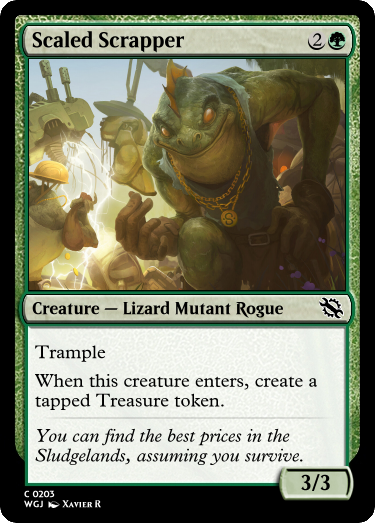 Scaled Scrapper 2
Creature — Lizard Mutant Rogue
Trample
When this creature enters, create a
tapped Treasure token.
You can find the best prices in the
Sludgelands, assuming you survive.
3/3
C 0203
WGJ Xavier R